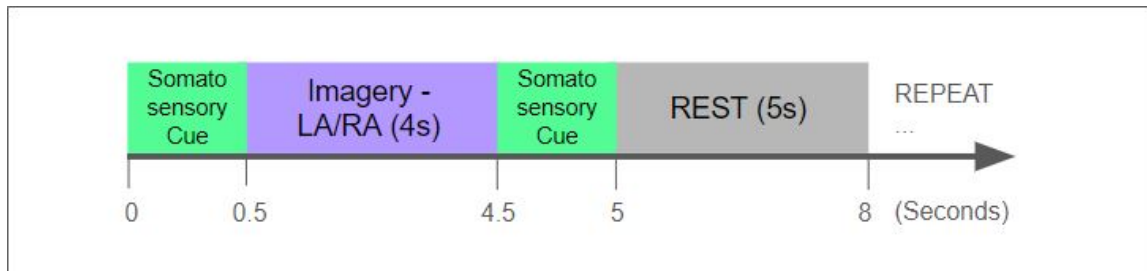 Somato
sensory
Cue
Imagery -
LA/RA (4s)
Somato
sensory
Cue
REST (5s)
REPEAT
...
0
0.5
4.5
5
8
(Seconds)